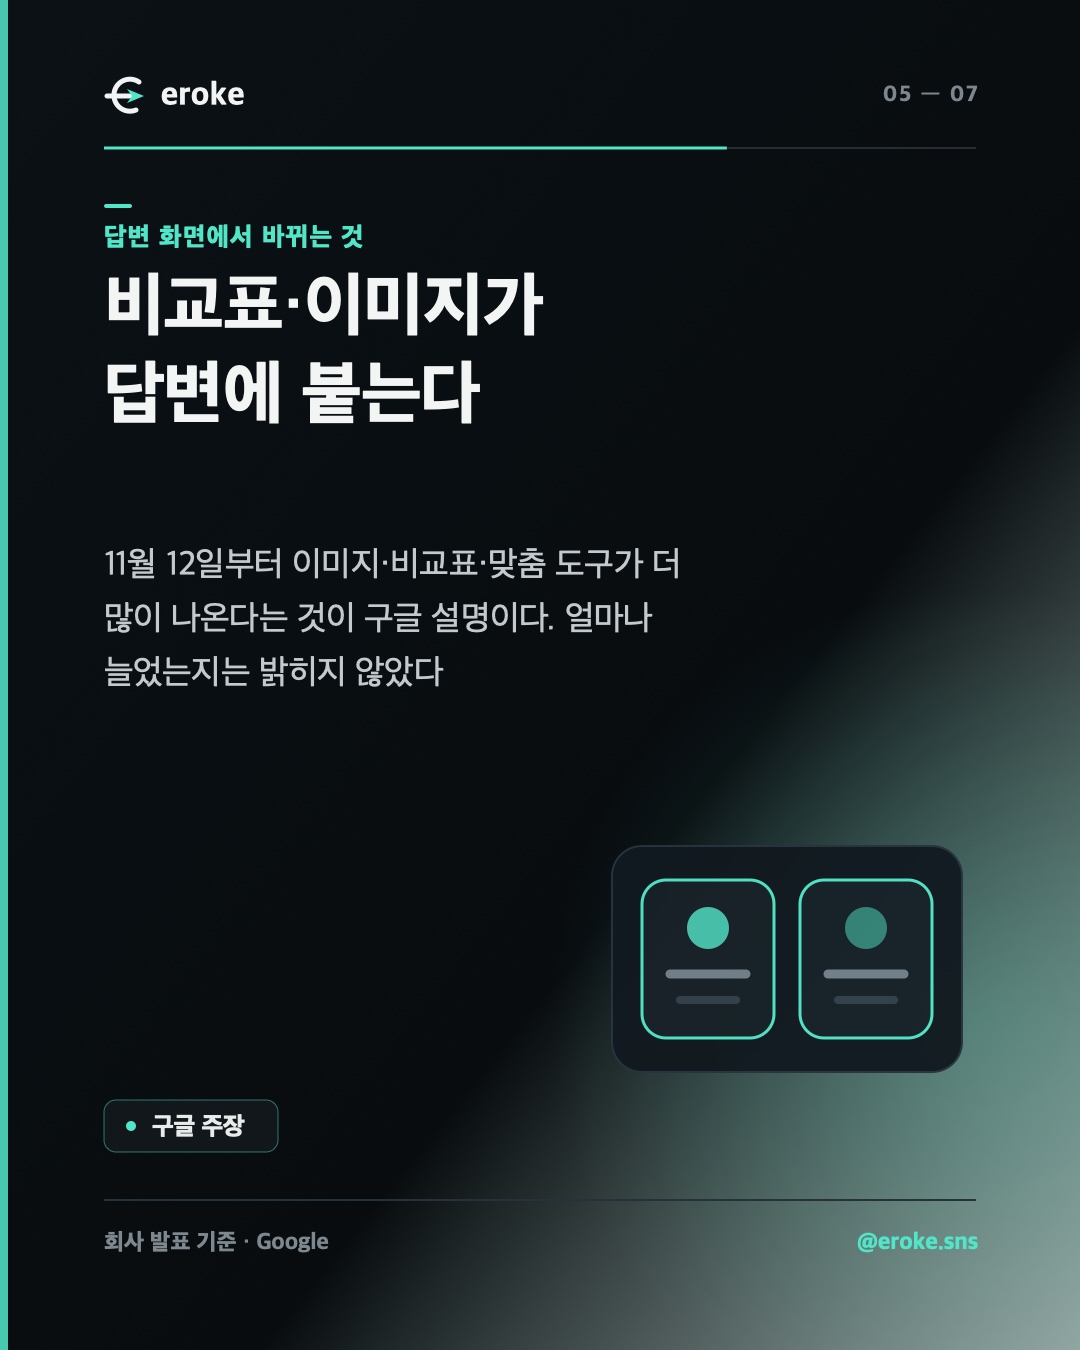 eroke
05 — 07
답변 화면에서 바뀌는 것
비교표·이미지가
답변에 붙는다
11월 12일부터 이미지·비교표·맞춤 도구가 더
많이 나온다는 것이 구글 설명이다. 얼마나
늘었는지는 밝히지 않았다
구글 주장
회사 발표 기준 · Google
@eroke.sns